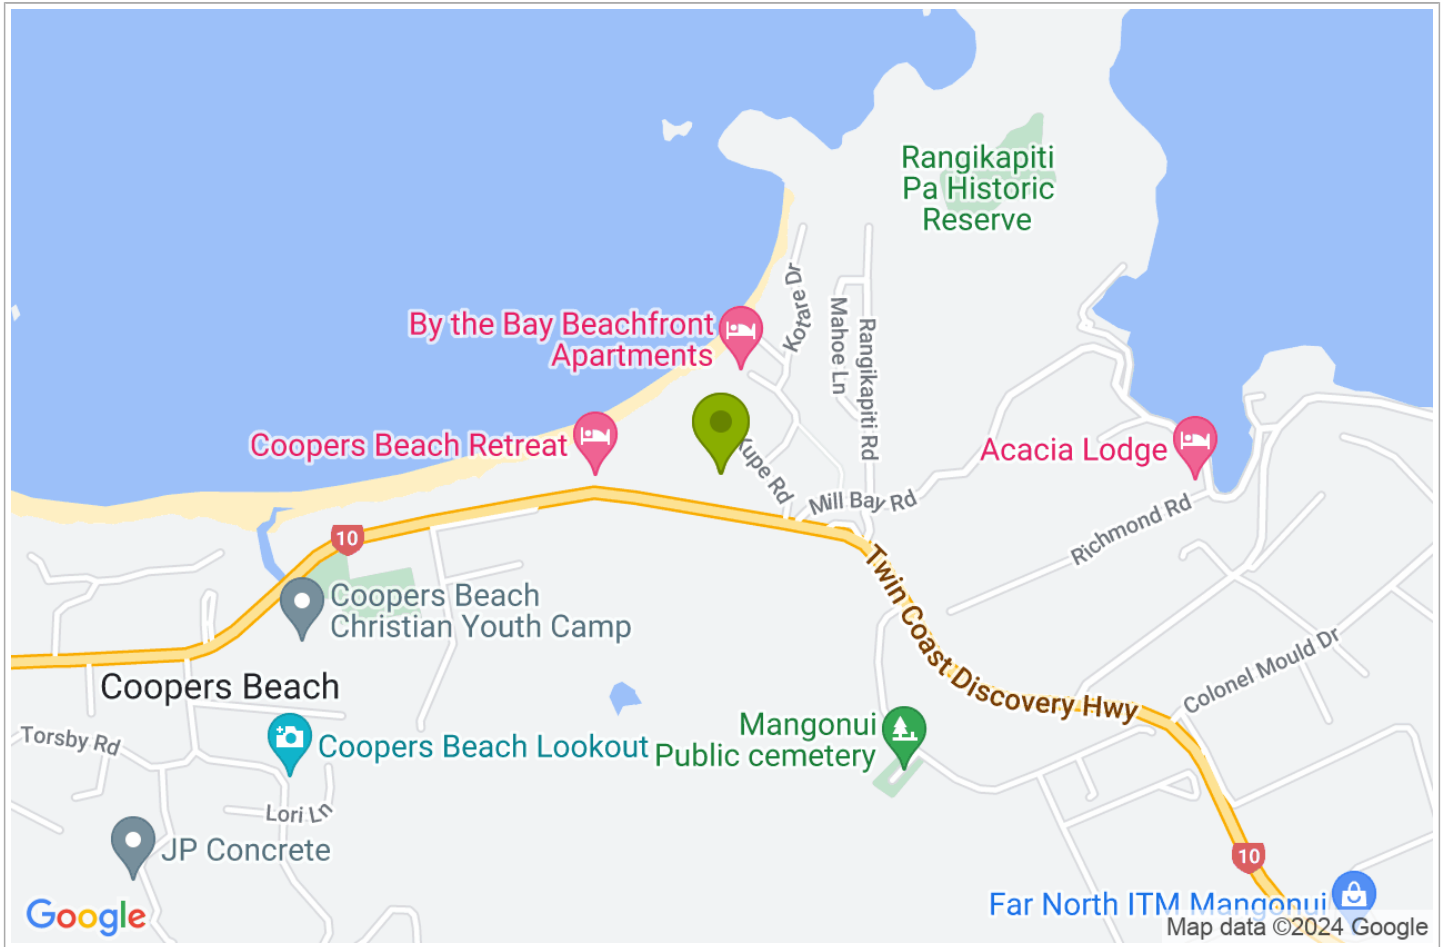 Rangikapiti
Pa Historic
Reserve
Kotare Dr
Mahoe Ln
Rangikapiti Rd
By the Bay Beachfront
Apartments
Coopers Beach Retreat
Kupe Rd
Mill Bay Rd
Acacia Lodge
Richmond Rd
10
Twin Coast Discovery Hwy
Coopers Beach
Christian Youth Camp
Coopers Beach
Colonel Mould Dr
Torsby Rd
Coopers Beach Lookout
Mangonui
Public cemetery
Lori Ln
JP Concrete
10
Far North ITM Mangonui
Google
Map data ©2024 Google